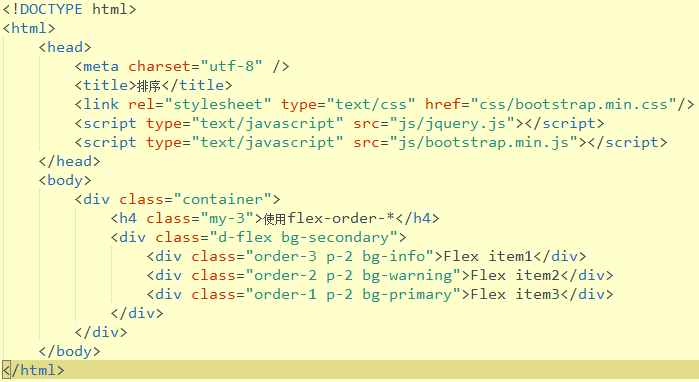 <!DOCTYPE html>
<html>
<head>
<meta charset="utf-8" />
<title>排序</title>
<link rel="stylesheet" type="text/css" href="css/bootstrap.min.css"/>
<script type="text/javascript" src="js/jquery.js"></script>
<script type="text/javascript" src="js/bootstrap.min.js"></script>
</head>
<body>
<div class="container">
<h4 class="my-3">使用flex-order-*</h4>
<div class="d-flex bg-secondary">
<div class="order-3 p-2 bg-info">Flex item1</div>
<div class="order-2 p-2 bg-warning">Flex item2</div>
<div class="order-1 p-2 bg-primary">Flex item3</div>
</div>
</div>
</body>
</html>